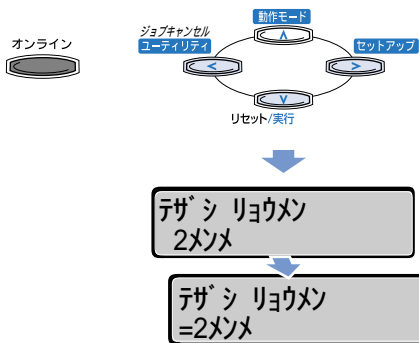 動作モード
ジョブキャンセル
ユーティリティ
オンライン
セットアップ
リセット/実行
テザシ リョウメン
2メンメ
テザシ リョウメン
=2メンメ